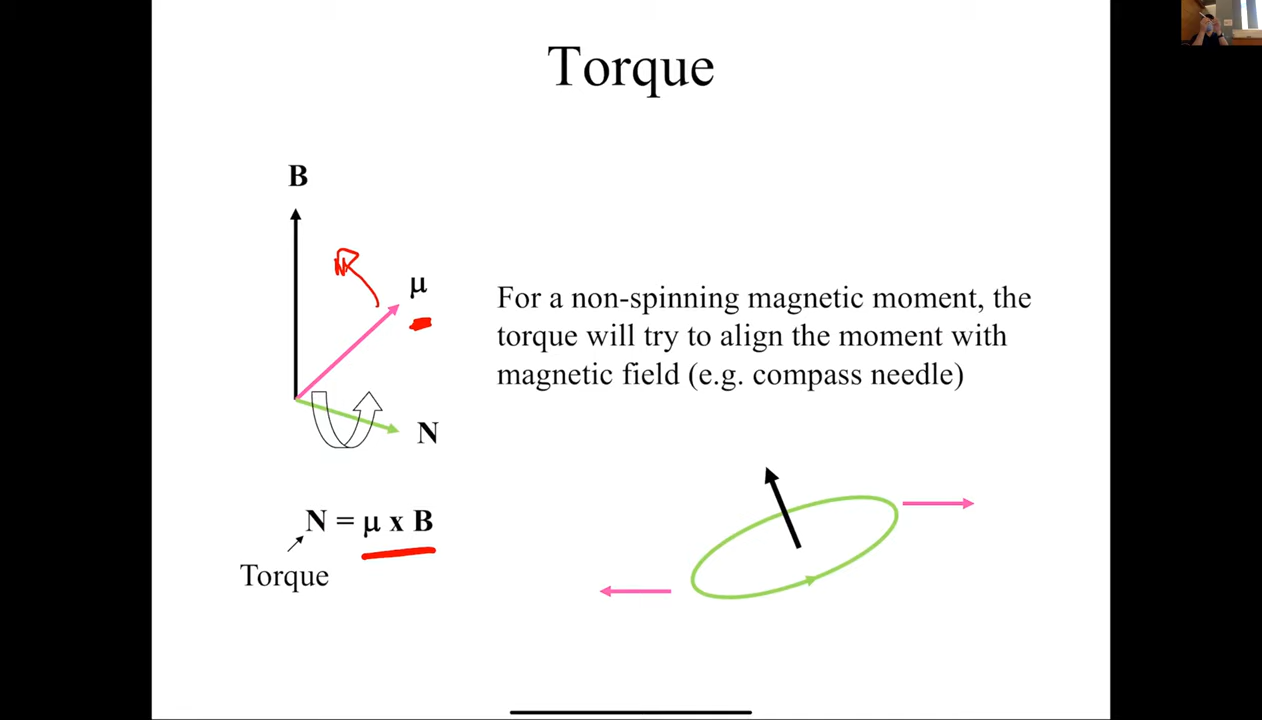 Torque
B
μ
For a non-spinning magnetic moment, the
torque will try to align the moment with
magnetic field (e.g. compass needle)
N
N = μ x B
Torque